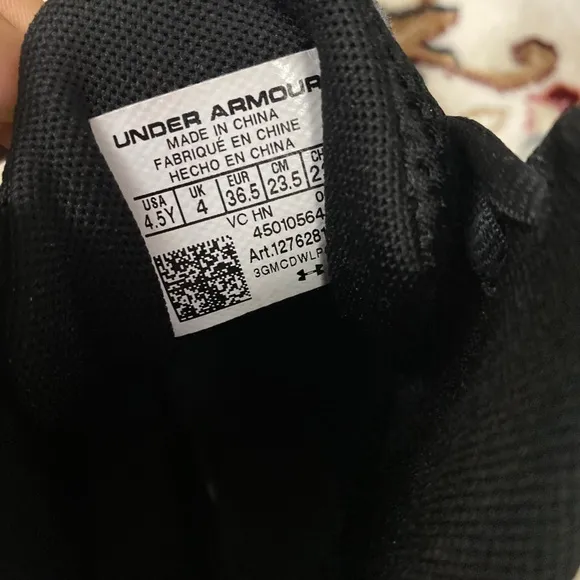 UNDER ARMOUR
MADE IN CHINA
FABRIQUÉ EN CHINE
HECHO EN CHINA
USA UK EUR CM
4.5Y 4 36.5 23.5
VC HN
45010564
Art.1276281
3GMCDWLP